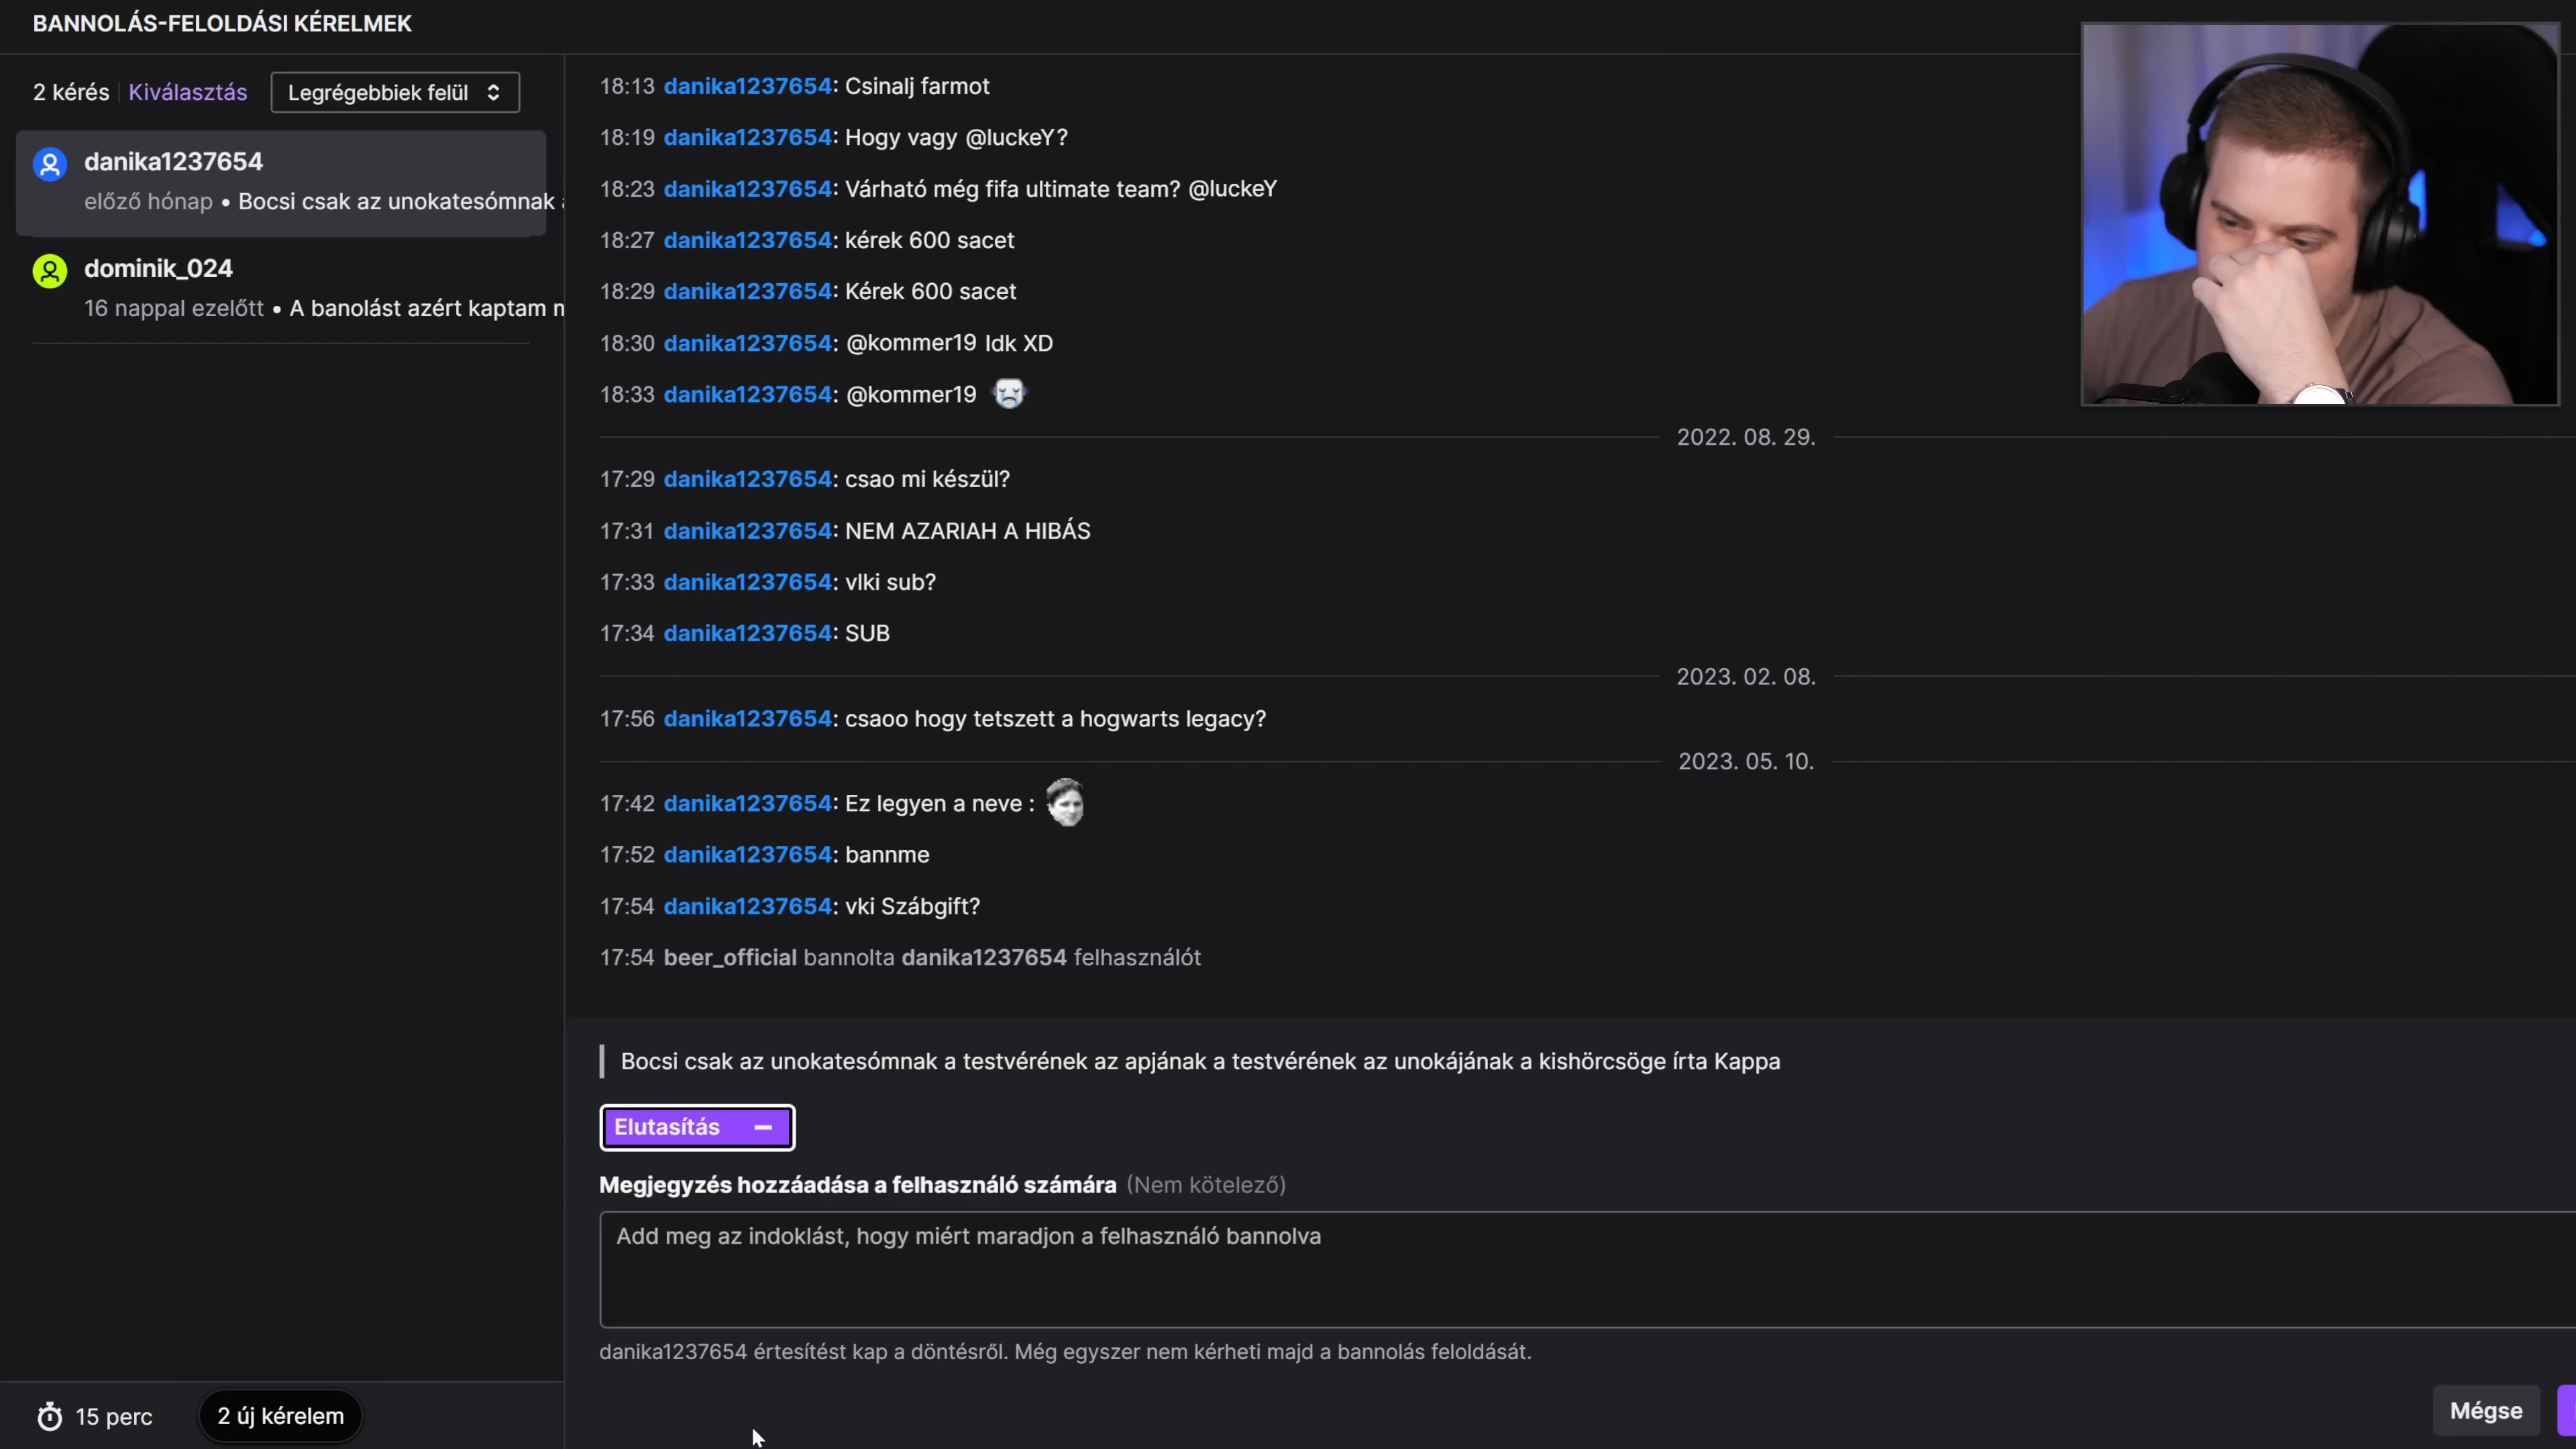 BANNOLÁS-FELOLDÁSI KÉRELMEK
2 kérés
Kiválasztás
Legrégebbiek felül
danika1237654
előző hónap • Bocsi csak az unokatesómnak
dominik_024
16 nappal ezelőtt • A banolást azért kaptam
15 perc
2 új kérelem
18:13 danika1237654: Csinalj farmot
18:19 danika1237654: Hogy vagy @luckeY?
18:23 danika1237654: Várható még fifa ultimate team? @luckeY
18:27 danika1237654: kérek 600 sacet
18:29 danika1237654: Kérek 600 sacet
18:30 danika1237654: @kommer19 Idk XD
18:33 danika1237654: @kommer19
2022. 08. 29.
17:29 danika1237654: csao mi készül?
17:31 danika1237654: NEM AZARIAH A HIBÁS
17:33 danika1237654: vlki sub?
17:34 danika1237654: SUB
2023. 02. 08.
17:56 danika1237654: csaoo hogy tetszett a hogwarts legacy?
2023. 05. 10.
17:42 danika1237654: Ez legyen a neve :
17:52 danika1237654: bannme
17:54 danika1237654: vki Szábgift?
17:54 beer_official bannolta danika1237654 felhasználót
Bocsi csak az unokatesómnak a testvérének az apjának a testvérének az unokájának a kishörcsöge írta Kappa
Elutasítás
Megjegyzés hozzáadása a felhasználó számára (Nem kötelező)
Add meg az indoklást, hogy miért maradjon a felhasználó bannolva
danika1237654 értesítést kap a döntésről. Még egyszer nem kérheti majd a bannolás feloldását.
Mégse